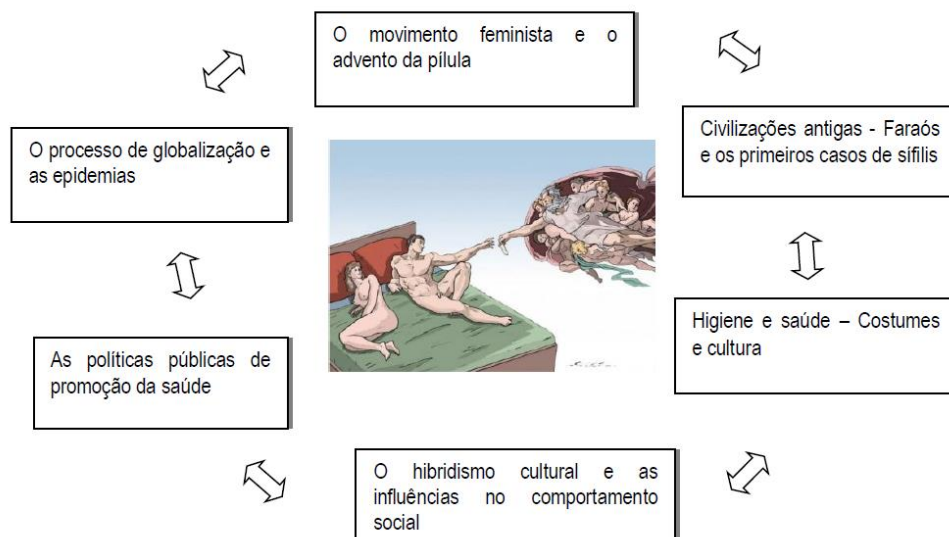 O movimento feminista e o
advento da pílula
O processo de globalização e
as epidemias
Civilizações antigas - Faraós
e os primeiros casos de sífilis
As políticas públicas de
promoção da saúde
Higiene e saúde – Costumes
e cultura
O hibridismo cultural e as
influências no comportamento
social